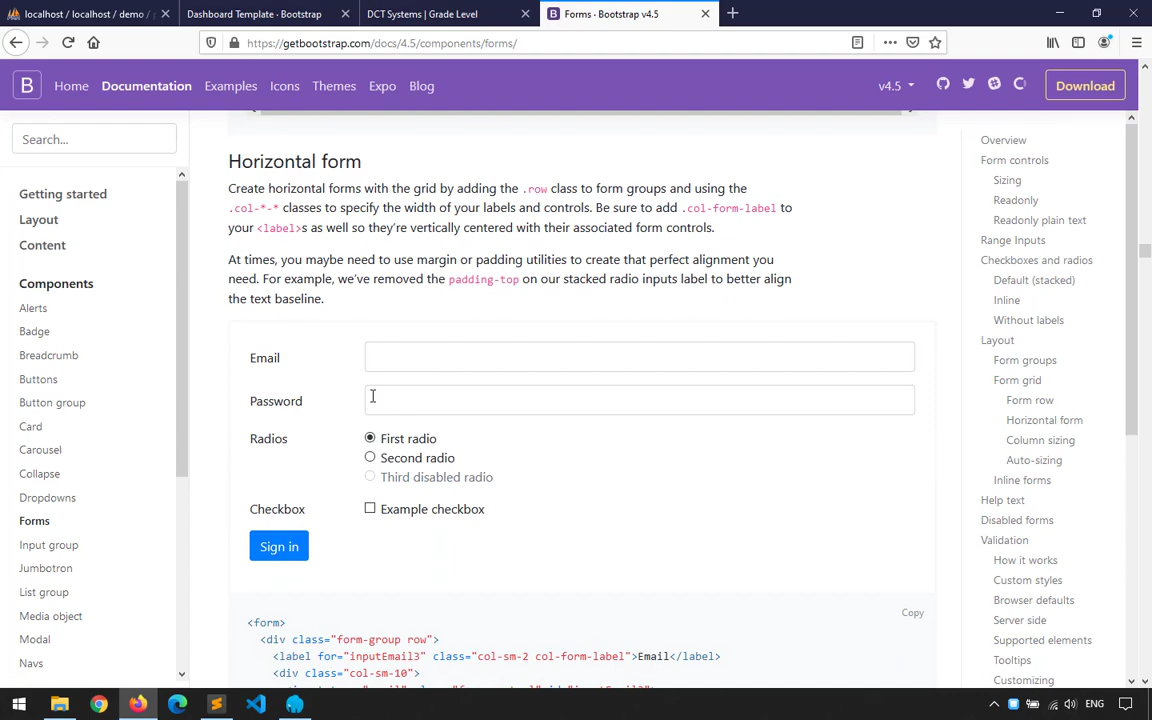 localhost / localhost / demo /
Dashboard Template · Bootstrap
DCT Systems | Grade Level
Forms · Bootstrap v4.5
https://getbootstrap.com/docs/4.5/components/forms/
B
Home
Documentation
Examples
Icons
Themes
Expo
Blog
v4.5
Download
Search...
Getting started
Layout
Content
Components
Alerts
Badge
Breadcrumb
Buttons
Button group
Card
Carousel
Collapse
Dropdowns
Forms
Input group
Jumbotron
List group
Media object
Modal
Navs
Horizontal form
Create horizontal forms with the grid by adding the .row class to form groups and using the
.col-*-* classes to specify the width of your labels and controls. Be sure to add .col-form-label to
your <label>s as well so they're vertically centered with their associated form controls.
At times, you maybe need to use margin or padding utilities to create that perfect alignment you
need. For example, we've removed the padding-top on our stacked radio inputs label to better align
the text baseline.
Email
Password
Radios
First radio
Second radio
Third disabled radio
Checkbox
Example checkbox
Sign in
Copy
<form>
<div class="form-group row">
<label for="inputEmail3" class="col-sm-2 col-form-label">Email</label>
<div class="col-sm-10">
Overview
Form controls
Sizing
Readonly
Readonly plain text
Range Inputs
Checkboxes and radios
Default (stacked)
Inline
Without labels
Layout
Form groups
Form grid
Form row
Horizontal form
Column sizing
Auto-sizing
Inline forms
Help text
Disabled forms
Validation
How it works
Custom styles
Browser defaults
Server side
Supported elements
Tooltips
Customizing
ENG